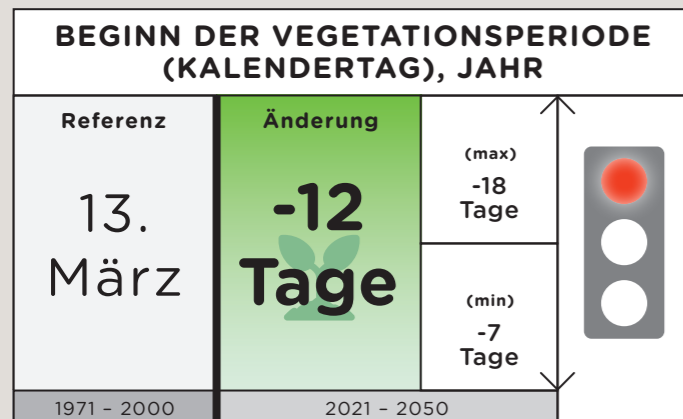 BEGINN DER VEGETATIONSPERIODE
(KALENDERTAG), JAHR
Referenz
13.
März
Änderung
-12
Tage
(max)
-18
Tage
(min)
-7
Tage
1971 – 2000
2021 – 2050